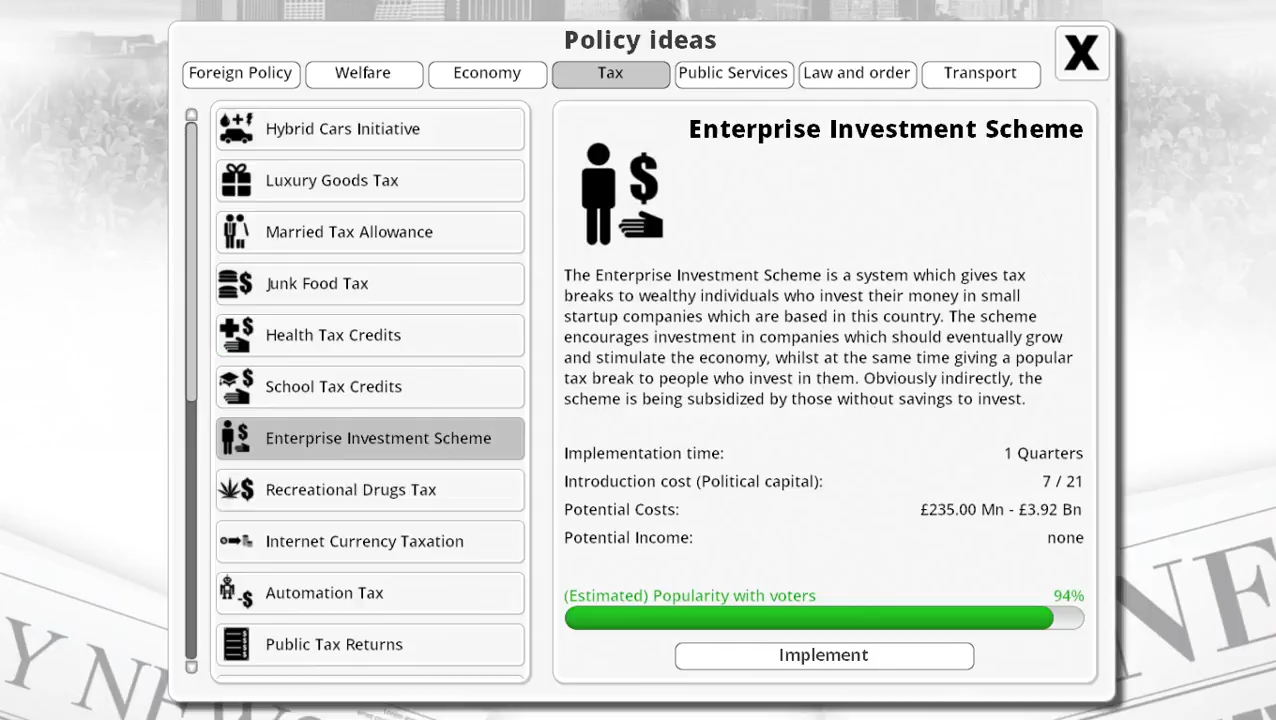 Policy ideas
X
Foreign Policy
Welfare
Economy
Tax
Public Services
Law and order
Transport
Hybrid Cars Initiative
Luxury Goods Tax
Married Tax Allowance
Junk Food Tax
Health Tax Credits
School Tax Credits
Enterprise Investment Scheme
Recreational Drugs Tax
Internet Currency Taxation
Automation Tax
Public Tax Returns
Enterprise Investment Scheme
The Enterprise Investment Scheme is a system which gives tax
breaks to wealthy individuals who invest their money in small
startup companies which are based in this country. The scheme
encourages investment in companies which should eventually grow
and stimulate the economy, whilst at the same time giving a popular
tax break to people who invest in them. Obviously indirectly, the
scheme is being subsidized by those without savings to invest.
Implementation time: 1 Quarters
Introduction cost (Political capital): 7 / 21
Potential Costs: £235.00 Mn - £3.92 Bn
Potential Income: none
(Estimated) Popularity with voters 94%
Implement